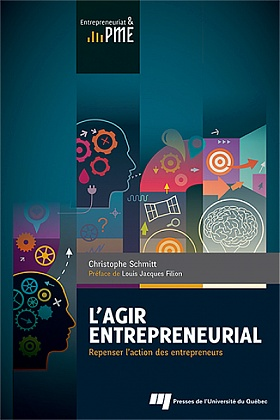 Entrepreneuriat &
PME
Christophe Schmitt
Préface de Louis Jacques Filion
L'AGIR
ENTREPRENEURIAL
Repenser l'action des entrepreneurs
Presses de l'Université du Québec